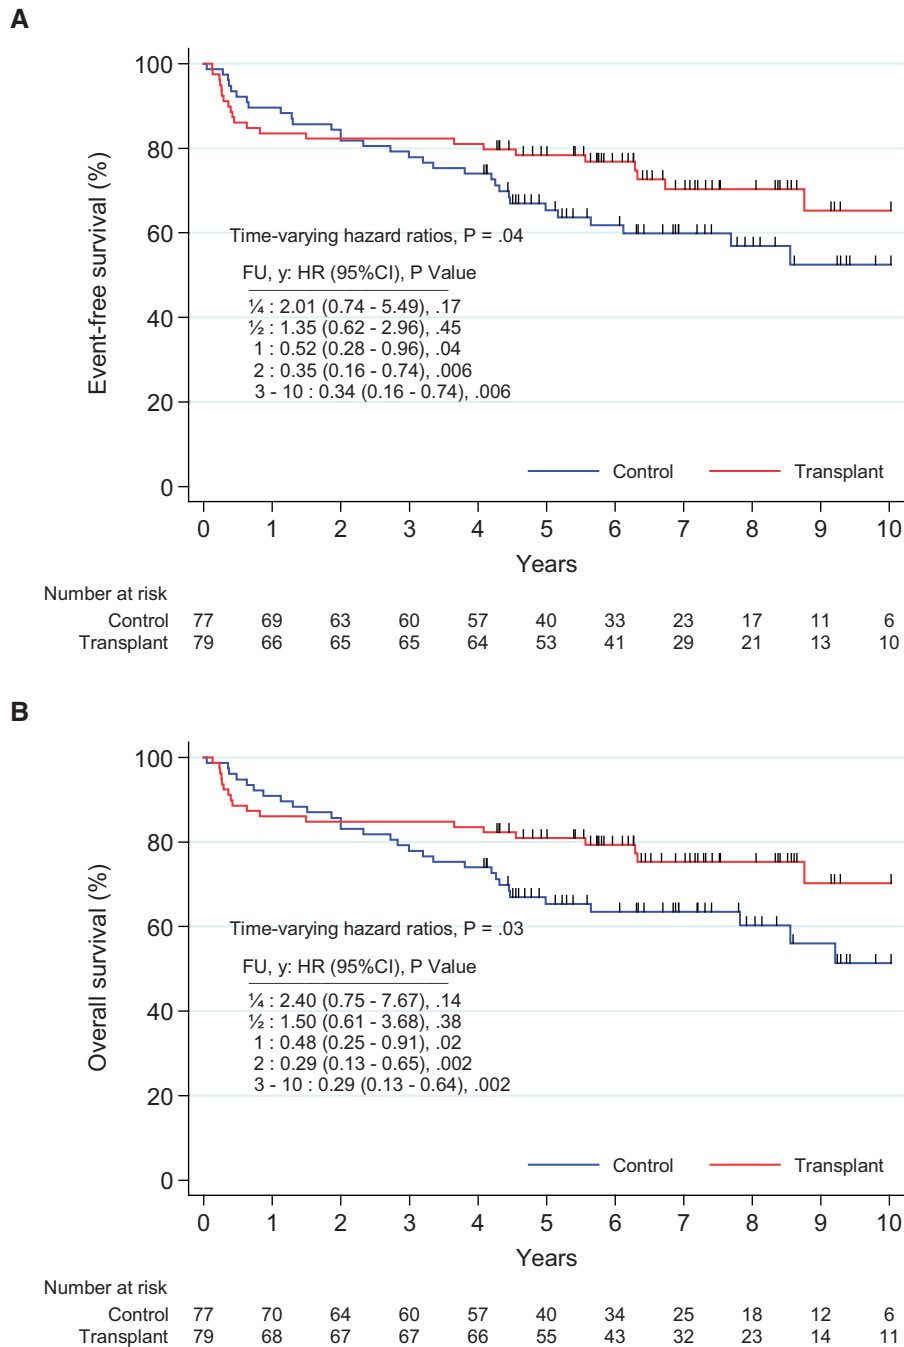 A
Event-free survival (%)
100
80
60
40
20
0
Time-varying hazard ratios, P = .04
FU, y: HR (95%CI), P Value
¼ : 2.01 (0.74 - 5.49), .17
½ : 1.35 (0.62 - 2.96), .45
1 : 0.52 (0.28 - 0.96), .04
2 : 0.35 (0.16 - 0.74), .006
3 - 10 : 0.34 (0.16 - 0.74), .006
Control Transplant
0 1 2 3 4 5 6 7 8 9 10
Years
Number at risk
Control 77 69 63 60 57 40 33 23 17 11 6
Transplant 79 66 65 65 64 53 41 29 21 13 10
B
Overall survival (%)
100
80
60
40
20
0
Time-varying hazard ratios, P = .03
FU, y: HR (95%CI), P Value
¼ : 2.40 (0.75 - 7.67), .14
½ : 1.50 (0.61 - 3.68), .38
1 : 0.48 (0.25 - 0.91), .02
2 : 0.29 (0.13 - 0.65), .002
3 - 10 : 0.29 (0.13 - 0.64), .002
Control Transplant
0 1 2 3 4 5 6 7 8 9 10
Years
Number at risk
Control 77 70 64 60 57 40 34 25 18 12 6
Transplant 79 68 67 67 66 55 43 32 23 14 11